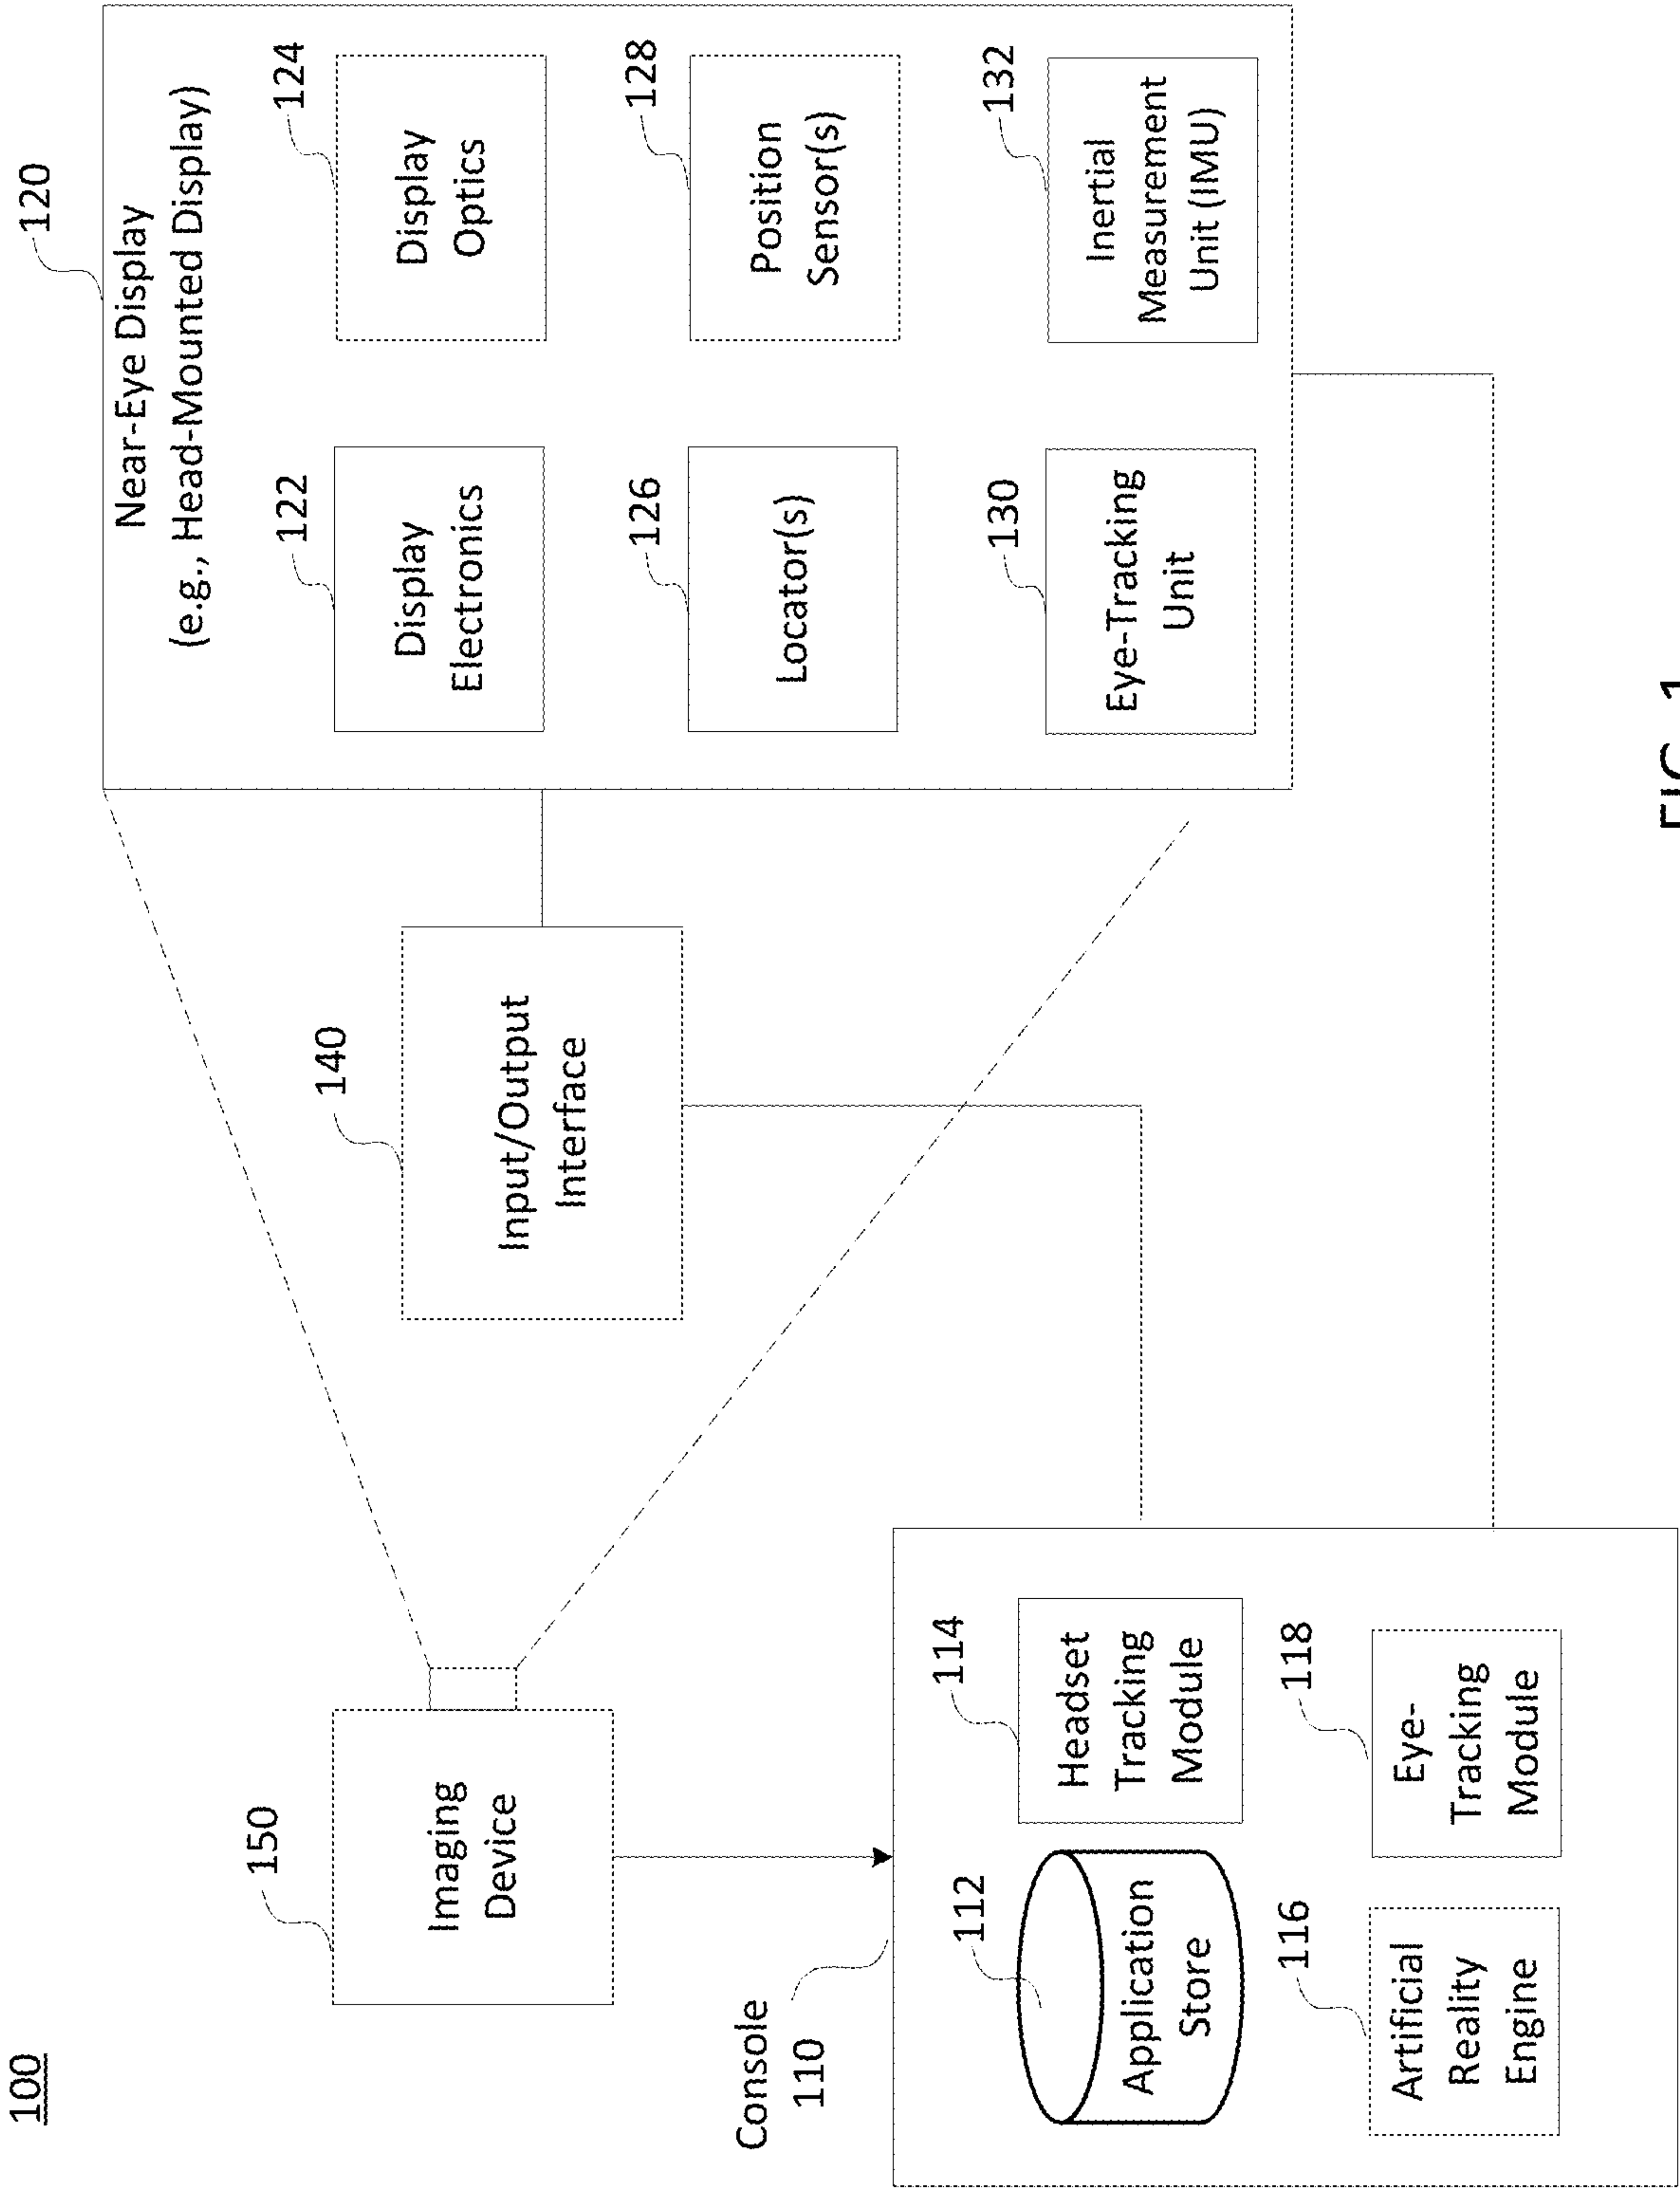 100
120
Near-Eye Display
(e.g., Head-Mounted Display)
150
Imaging
Device
140
Input/Output
Interface
122
Display
Electronics
124
Display
Optics
126
Locator(s)
128
Position
Sensor(s)
130
Eye-Tracking
Unit
132
Inertial
Measurement
Unit (IMU)
Console
110
112
Application
Store
114
Headset
Tracking
Module
116
Artificial
Reality
Engine
118
Eye-
Tracking
Module
FIG. 1